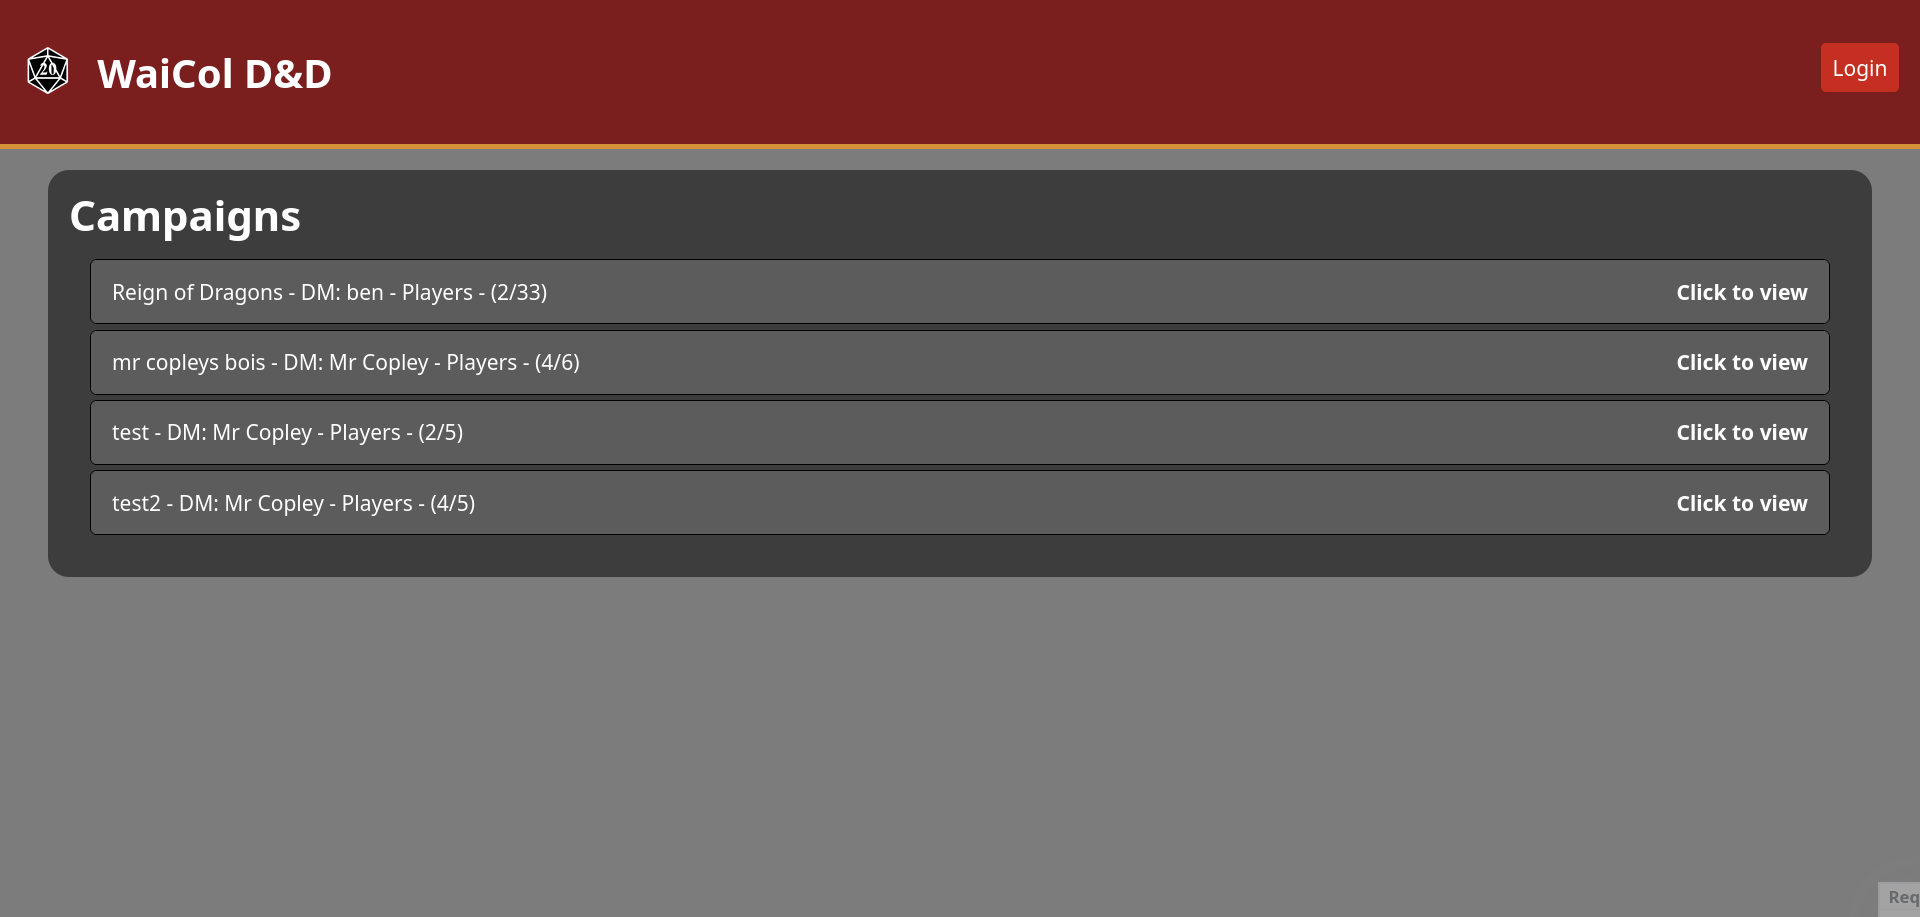 20
WaiCol D&D
Login
Campaigns
Reign of Dragons - DM: ben - Players - (2/33) Click to view
mr copleys bois - DM: Mr Copley - Players - (4/6) Click to view
test - DM: Mr Copley - Players - (2/5) Click to view
test2 - DM: Mr Copley - Players - (4/5) Click to view
Req